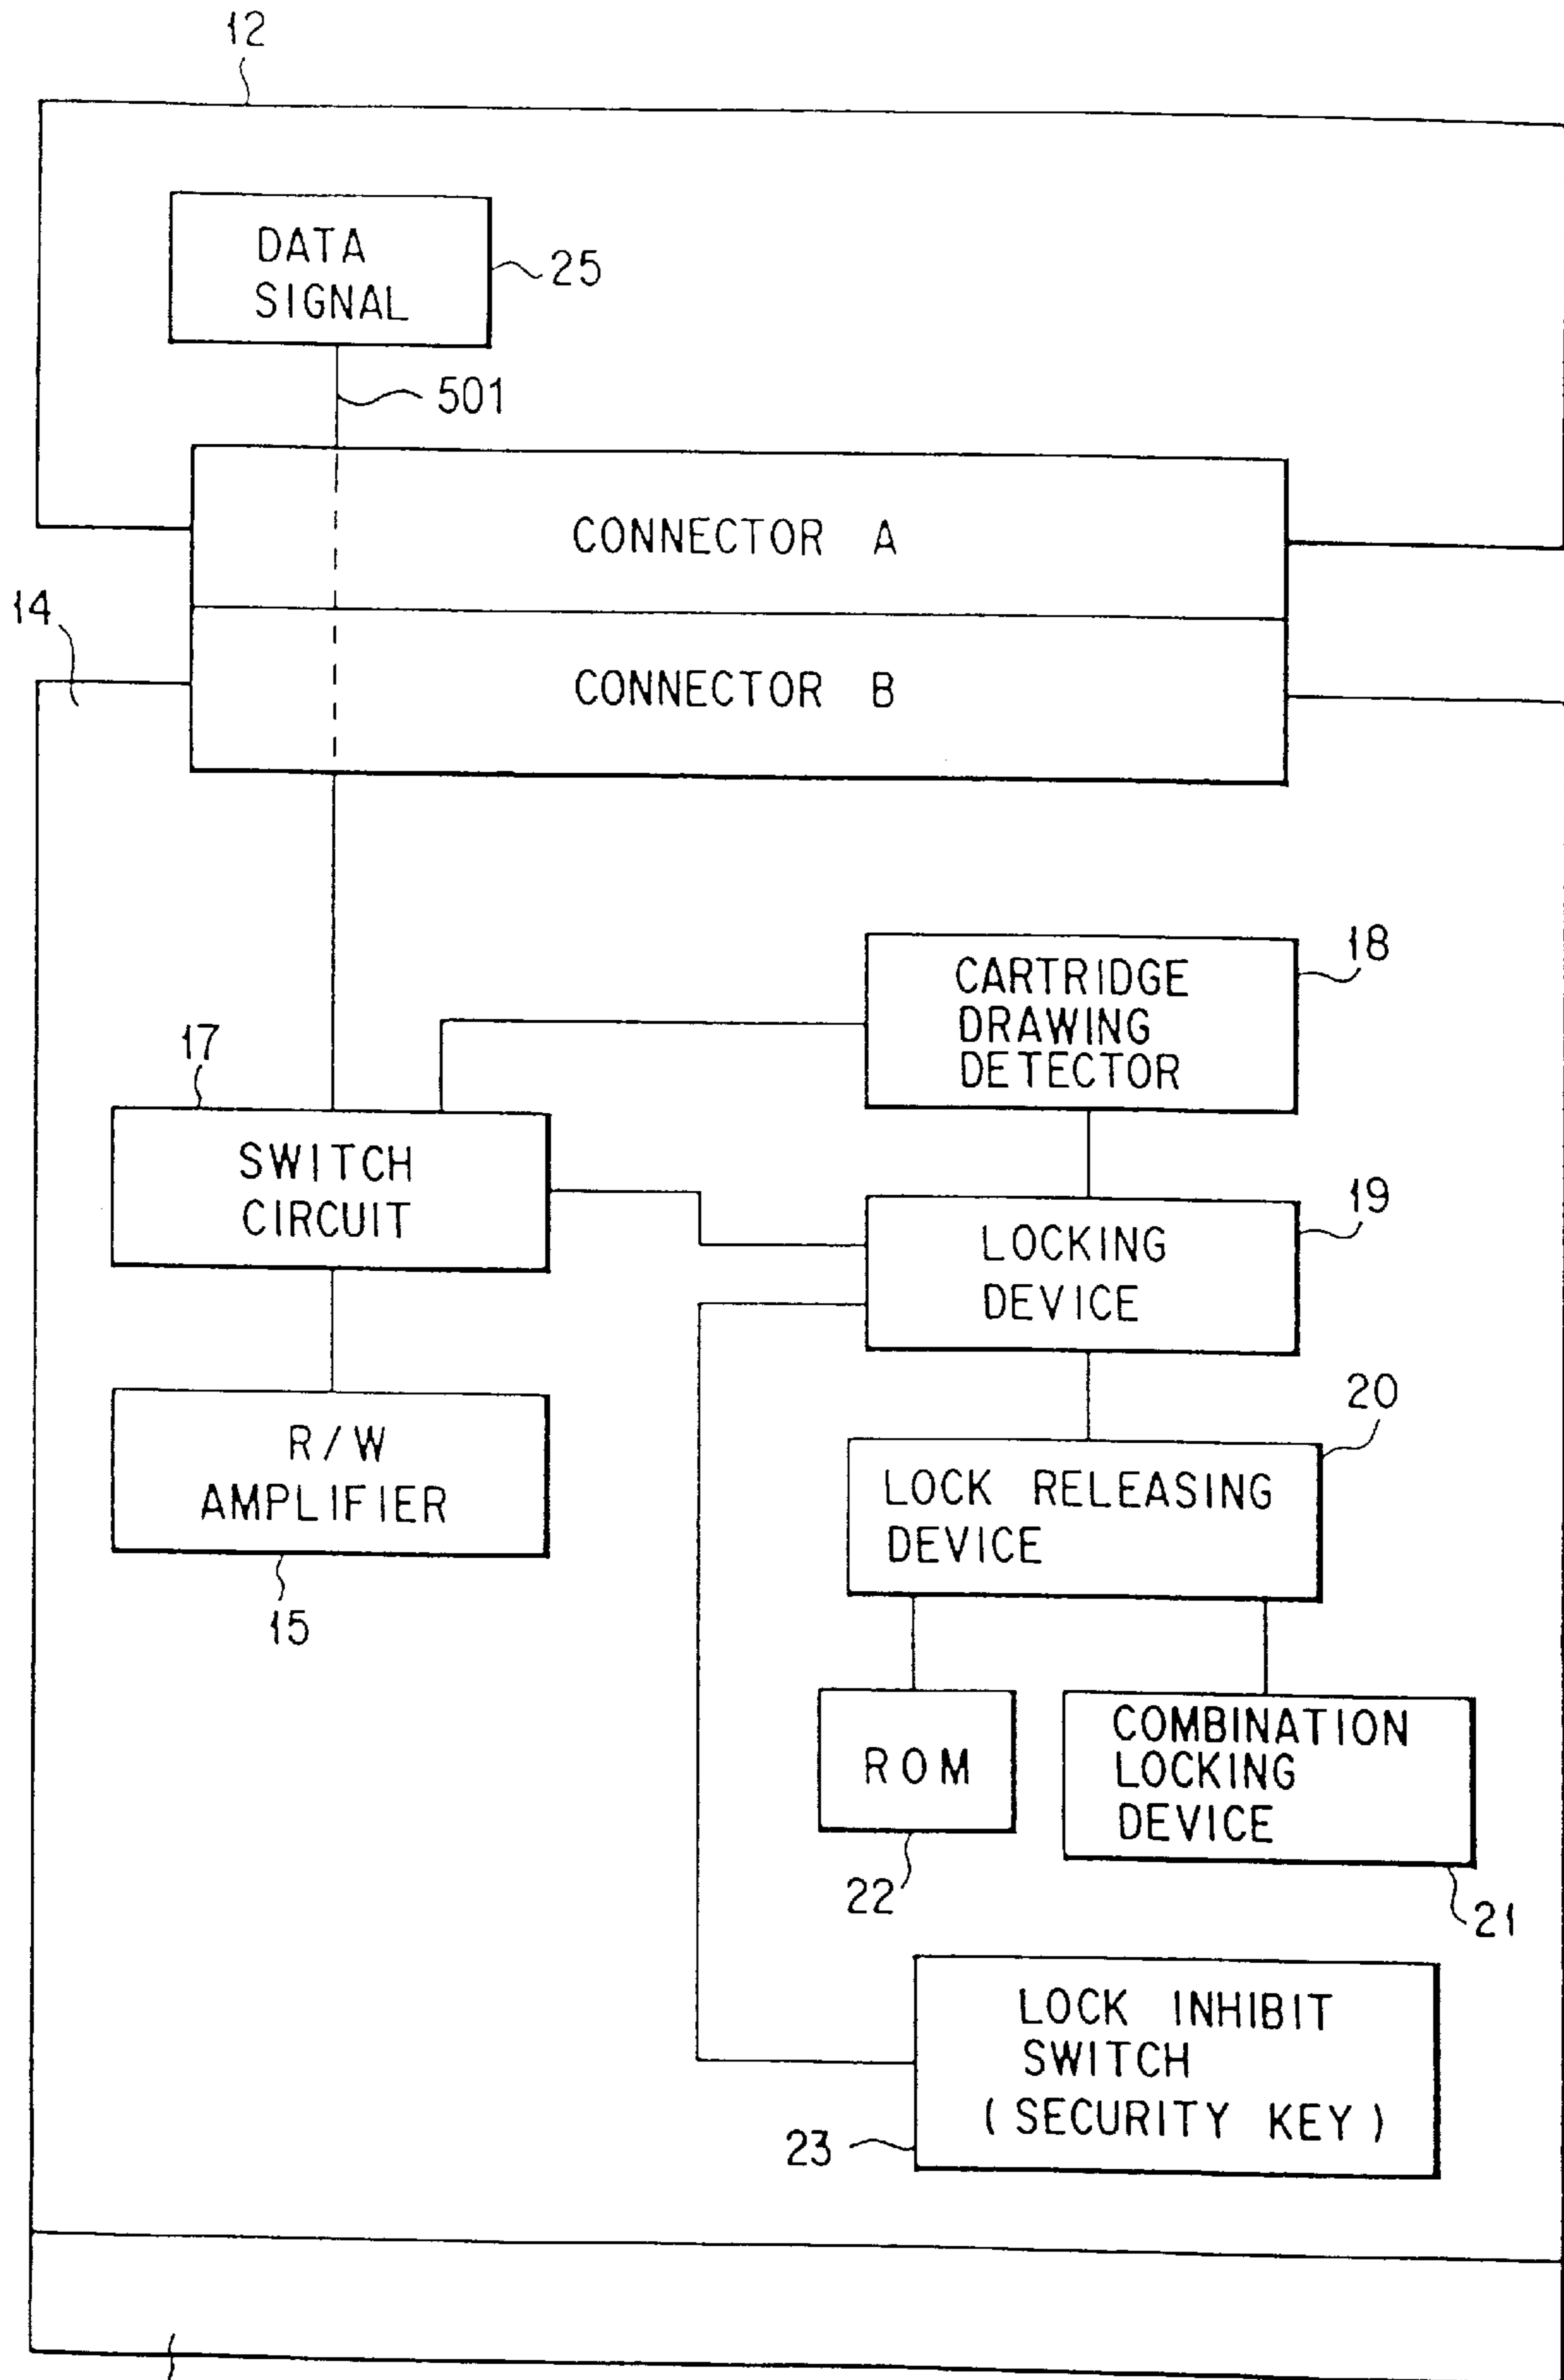 12
DATA
SIGNAL
25
501
CONNECTOR A
14
CONNECTOR B
18
CARTRIDGE
DRAWING
DETECTOR
17
SWITCH
CIRCUIT
19
LOCKING
DEVICE
20
R/W
AMPLIFIER
LOCK RELEASING
DEVICE
15
ROM
COMBINATION
LOCKING
DEVICE
22
21
LOCK INHIBIT
SWITCH
(SECURITY KEY)
23